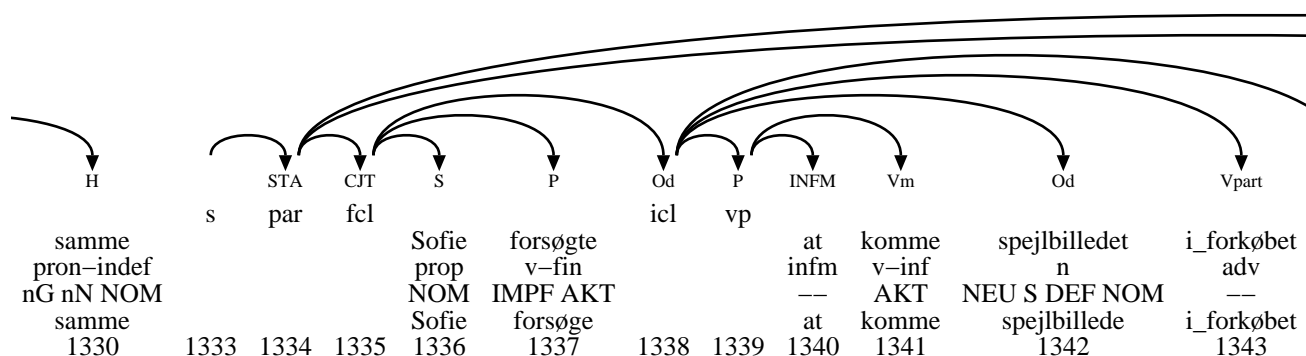 H STA CJT S P Od P INFM Vm Od Vpart
s par fcl icl vp
samme Sofie forsøgte at komme spejlbilledet i_forkøbet
pron−indef prop v−fin infm v−inf n adv
nG nN NOM NOM IMPF AKT −− AKT NEU S DEF NOM −−
samme Sofie forsøge at komme spejlbillede i_forkøbet
1330 1333 1334 1335 1336 1337 1338 1339 1340 1341 1342 1343